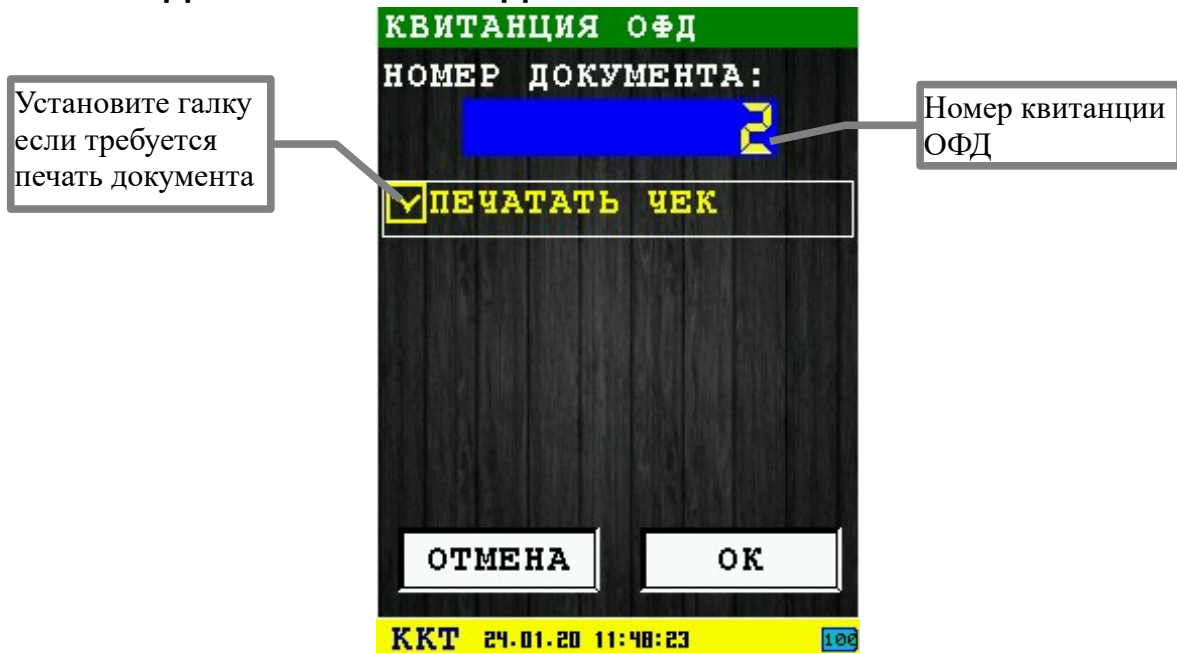 КВИТАНЦИЯ ОФД
НОМЕР ДОКУМЕНТА:
Установите галку
если требуется
печать документа
2
Номер квитанции
ОФД
ПЕЧАТАТЬ ЧЕК
ОТМЕНА
ОК
ККТ 24.01.20 11:48:23
100